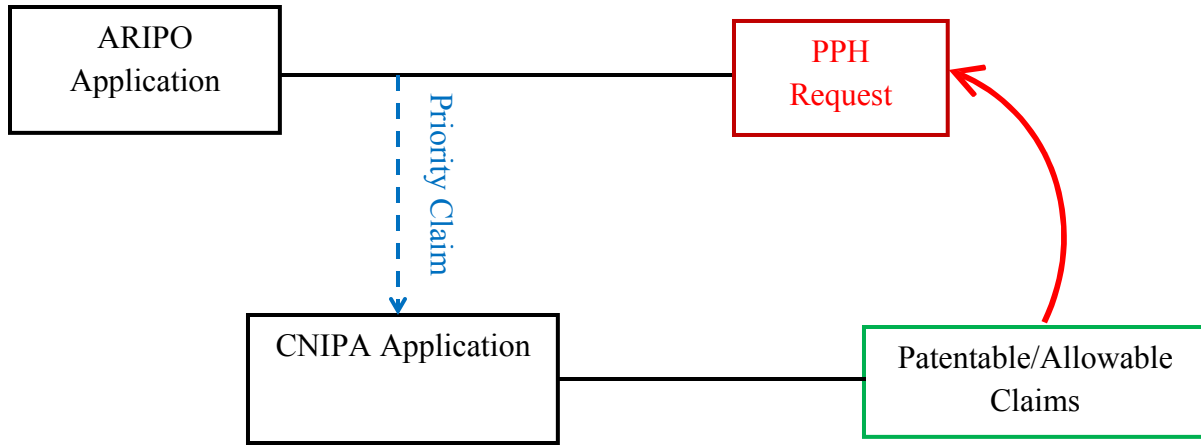 ARIPO
Application
PPH
Request
Priority Claim
CNIPA Application
Patentable/Allowable
Claims